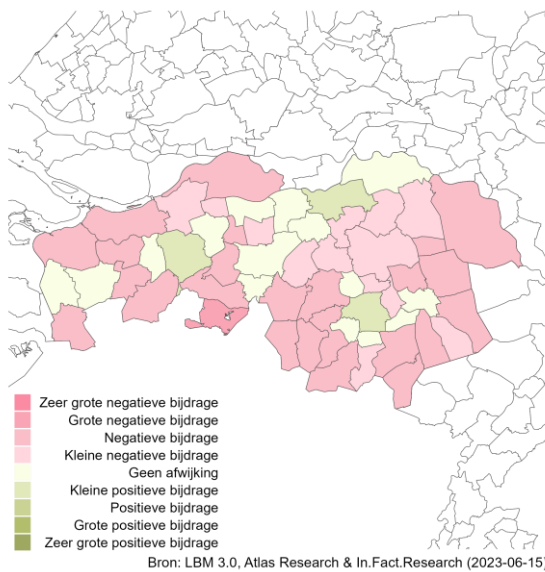 Zeer grote negatieve bijdrage
Grote negatieve bijdrage
Negatieve bijdrage
Kleine negatieve bijdrage
Geen afwijking
Kleine positieve bijdrage
Positieve bijdrage
Grote positieve bijdrage
Zeer grote positieve bijdrage
Bron: LBM 3.0, Atlas Research & In.Fact.Research (2023-06-15)